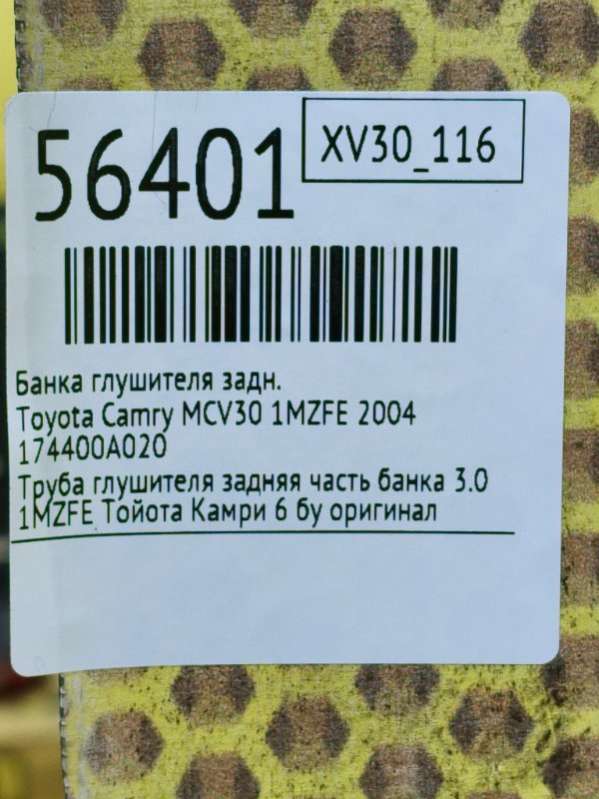 56401
XV30_116
Банка глушителя задн.
Toyota Camry MCV30 1MZFE 2004
174400A020
Труба глушителя задняя часть банка 3.0
1MZFE Тойота Камри 6 бу оригинал